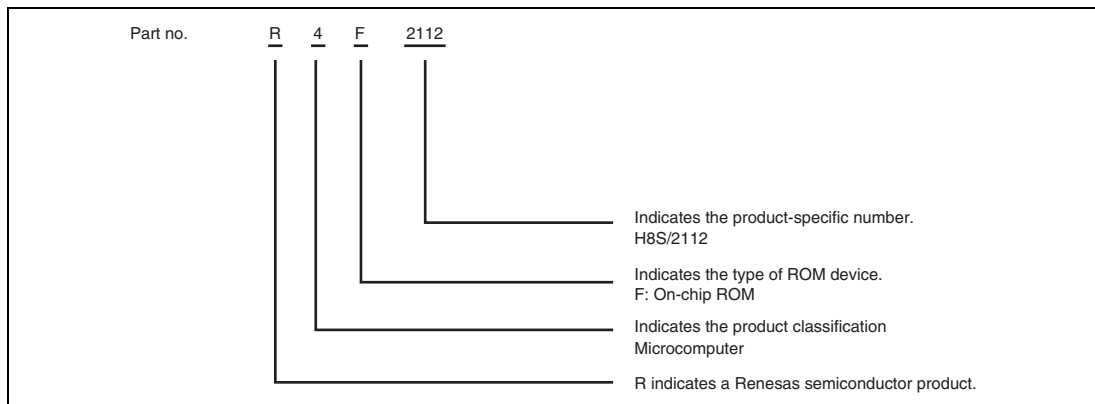 Part no. R 4 F 2112
Indicates the product-specific number.
H8S/2112
Indicates the type of ROM device.
F: On-chip ROM
Indicates the product classification
Microcomputer
R indicates a Renesas semiconductor product.